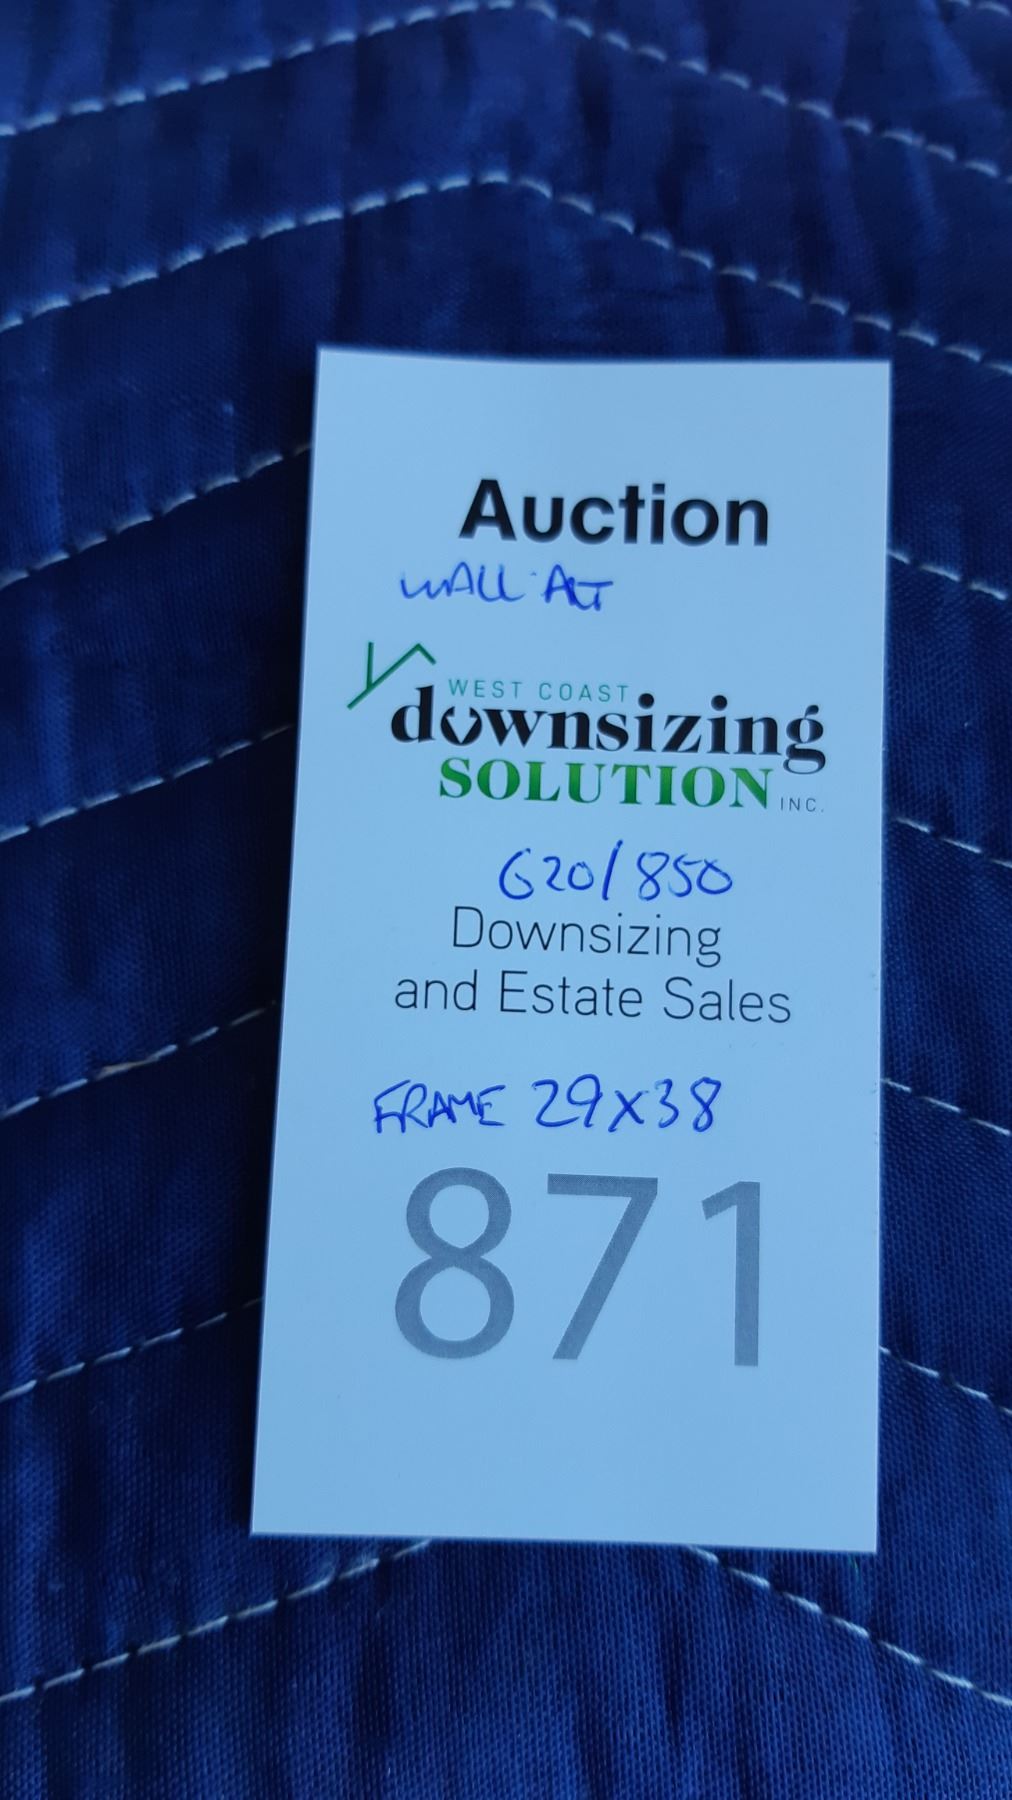 Auction
WALL ART
WEST COAST
downsizing
SOLUTION INC.
620/850
Downsizing
and Estate Sales
FRAME 29X38
871